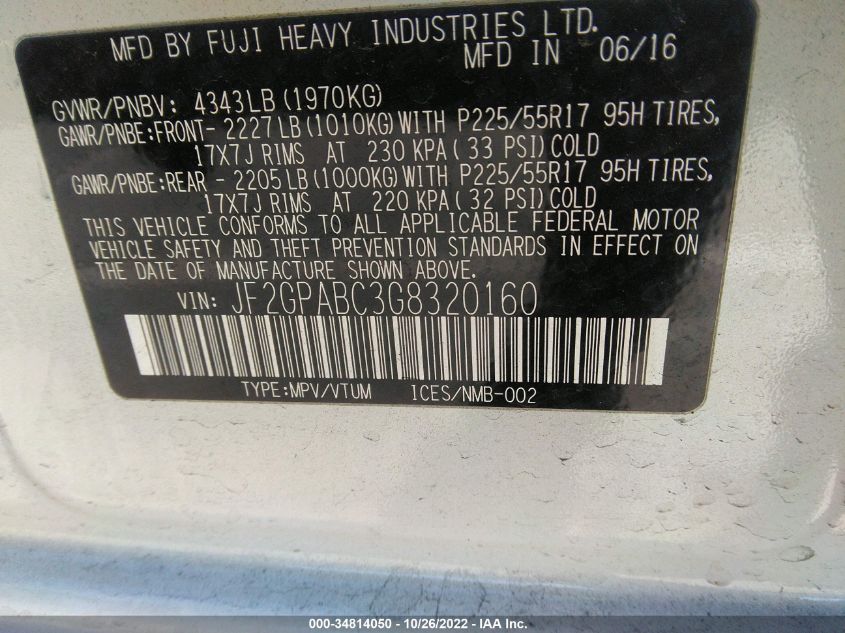 MFD BY FUJI HEAVY INDUSTRIES LTD.
MFD IN 06/16
GVWR/PNBV: 4343LB (1970KG)
GAWR/PNBE:FRONT- 2227 LB (1010KG) WITH P225/55R17 95H TIRES,
17X7J RIMS AT 230 KPA ( 33 PSI) COLD
GAWR/PNBE:REAR - 2205 LB (1000KG) WITH P225/55R17 95H TIRES,
17X7J RIMS AT 220 KPA ( 32 PSI) COLD
THIS VEHICLE CONFORMS TO ALL APPLICABLE FEDERAL MOTOR
VEHICLE SAFETY AND THEFT PREVENTION STANDARDS IN EFFECT ON
THE DATE OF MANUFACTURE SHOWN ABOVE.
VIN: JF2GPABC3G8320160
TYPE:MPV/VTUM ICES/NMB-002
000-34814050 - 10/26/2022 - IAA Inc.